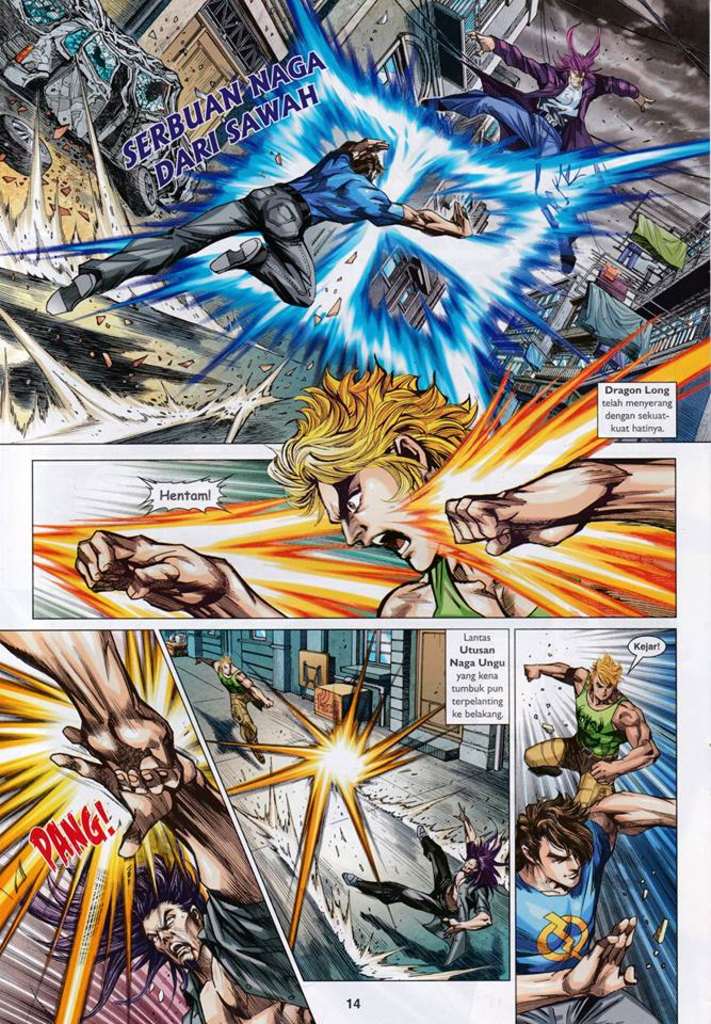 SERBUAN NAGA
DARI SAWAH
Dragon Long
telah menyerang
dengan sekuat-
kuat hatinya.
Hentam!
PANG!
Lantas
Utusan
Naga Ungu
yang kena
tumbuk pun
terpelanting
ke belakang.
Kejar!
14